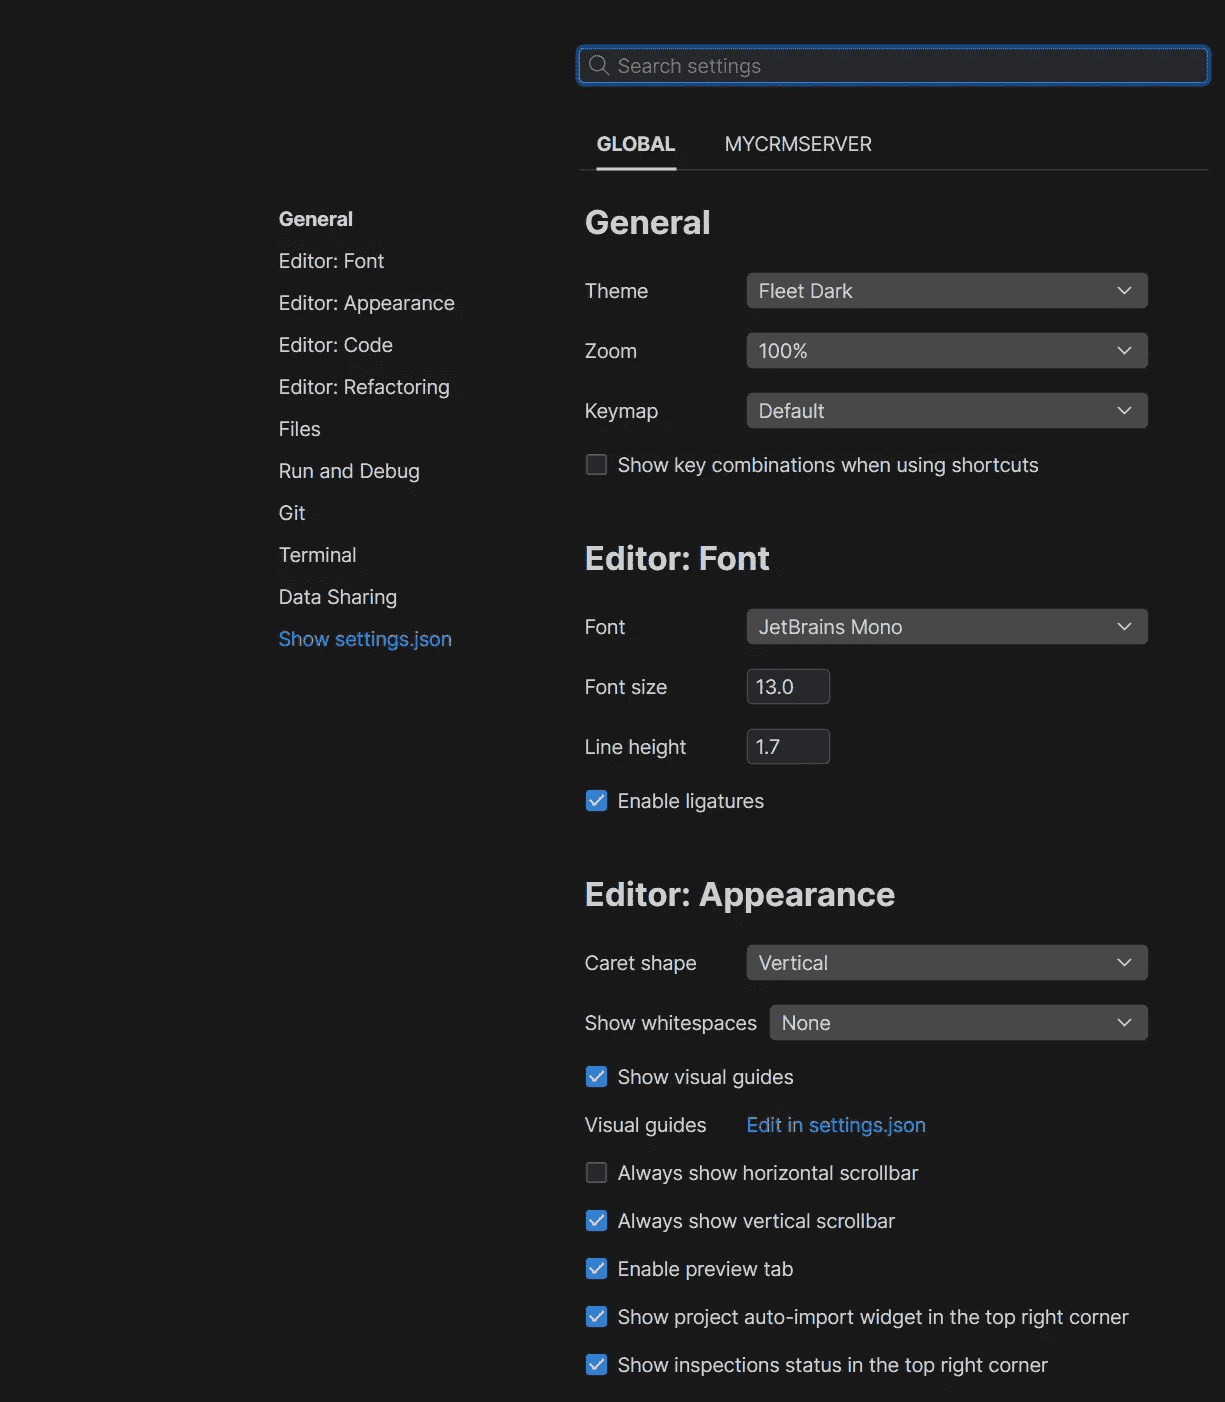 Search settings
GLOBAL MYCRMSERVER
General
Editor: Font
Editor: Appearance
Editor: Code
Editor: Refactoring
Files
Run and Debug
Git
Terminal
Data Sharing
Show settings.json
General
Theme Fleet Dark
Zoom 100%
Keymap Default
Show key combinations when using shortcuts
Editor: Font
Font JetBrains Mono
Font size 13.0
Line height 1.7
Enable ligatures
Editor: Appearance
Caret shape Vertical
Show whitespaces None
Show visual guides
Visual guides Edit in settings.json
Always show horizontal scrollbar
Always show vertical scrollbar
Enable preview tab
Show project auto-import widget in the top right corner
Show inspections status in the top right corner